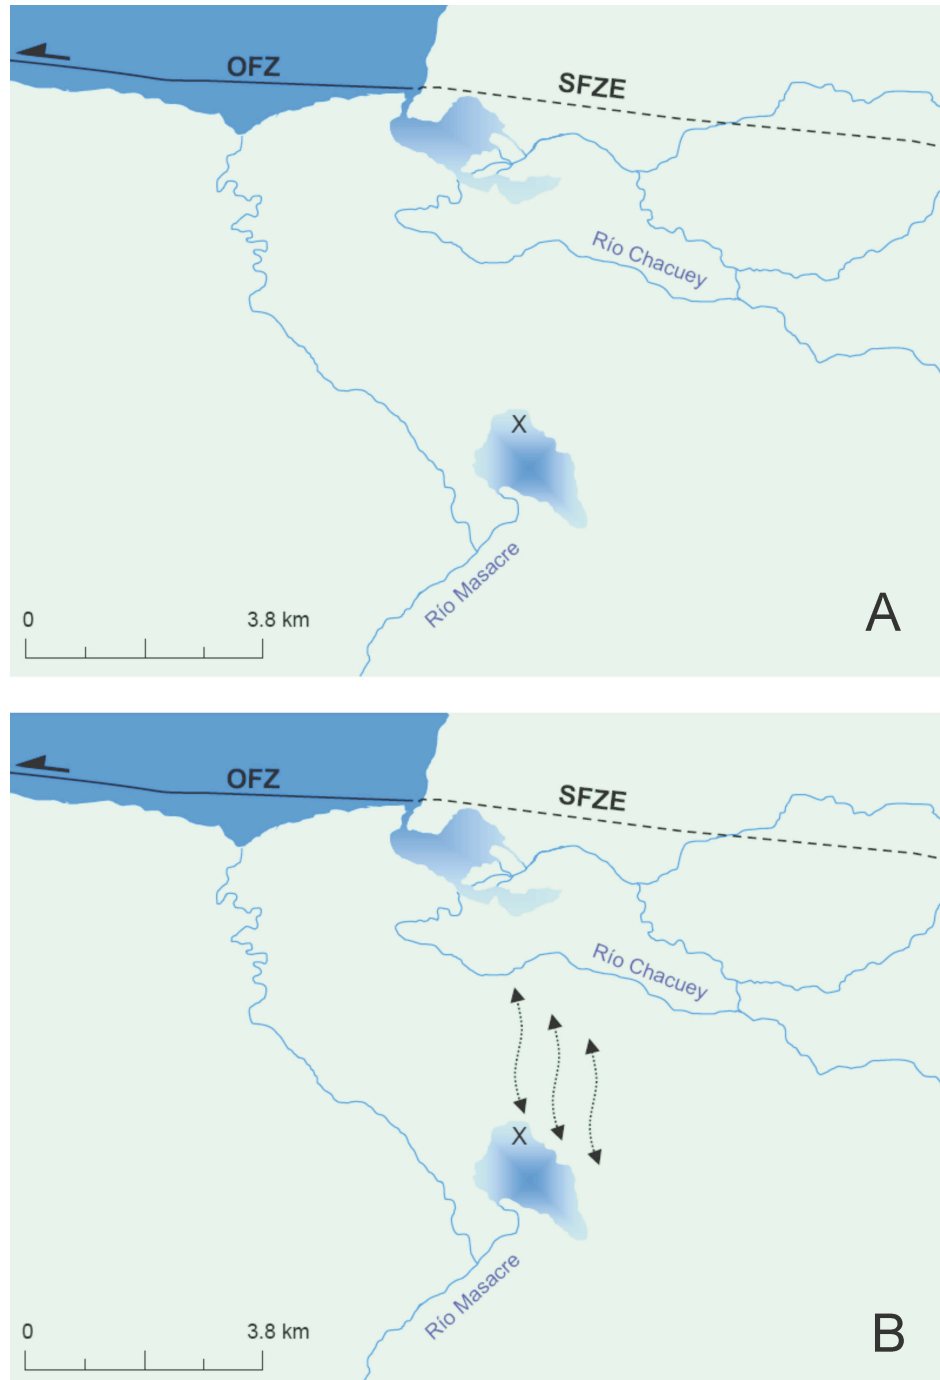 OFZ
SFZE
Río Chacuey
X
Río Masacre
0 3.8 km
A
OFZ
SFZE
Río Chacuey
X
Río Masacre
0 3.8 km
B